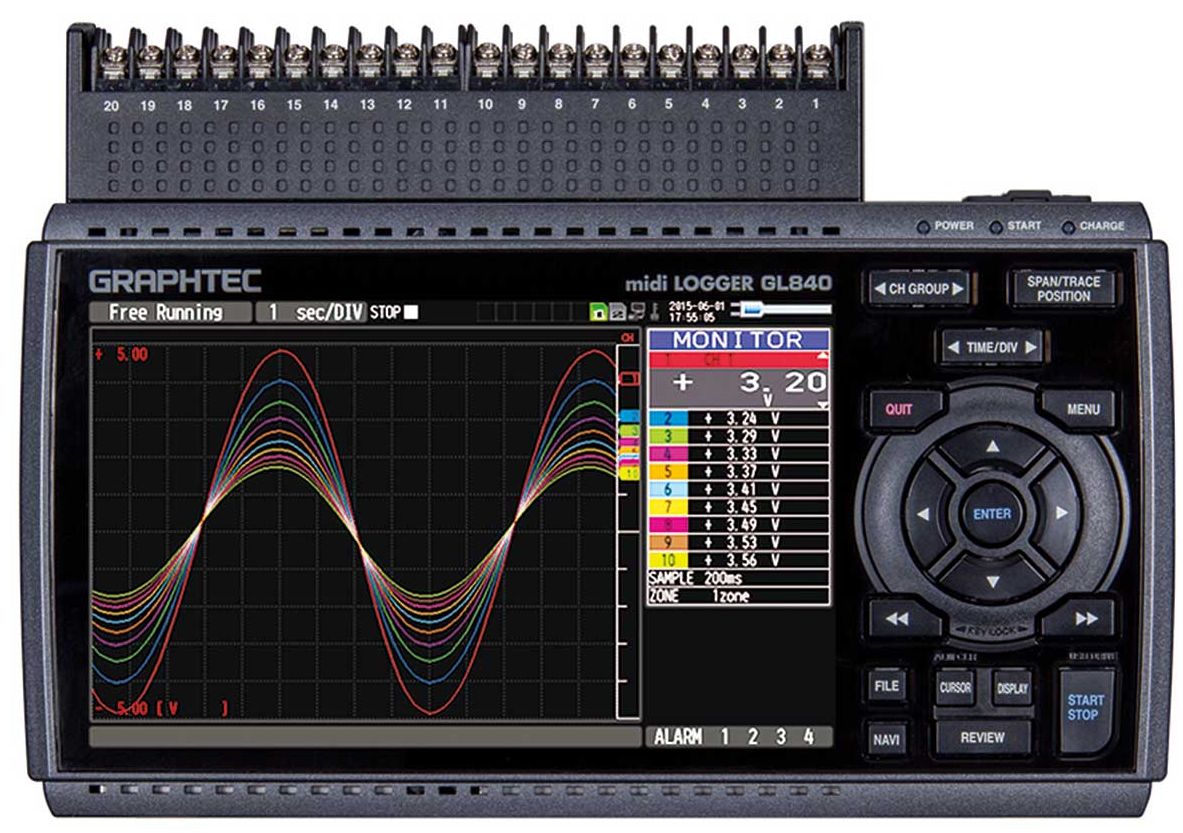 20 19 18 17 16 15 14 13 12 11 10 9 8 7 6 5 4 3 2 1
POWER START CHARGE
GRAPHTEC
midi LOGGER GL840
CH GROUP
SPAN/TRACE
POSITION
Free Running 1 sec/DIV STOP
2015-06-01
17:55:05
TIME/DIV
+ 5.00
CH
MONITOR
1 CH 1
+ 3.20
V
2 + 3.24 V
3 + 3.29 V
4 + 3.33 V
5 + 3.37 V
6 + 3.41 V
7 + 3.45 V
8 + 3.49 V
9 + 3.53 V
10 + 3.56 V
SAMPLE 200ms
ZONE 1zone
- 5.00 [ V ]
ALARM 1 2 3 4
QUIT
MENU
ENTER
KEY LOCK
FILE
CURSOR
DISPLAY
START
STOP
NAVI
REVIEW